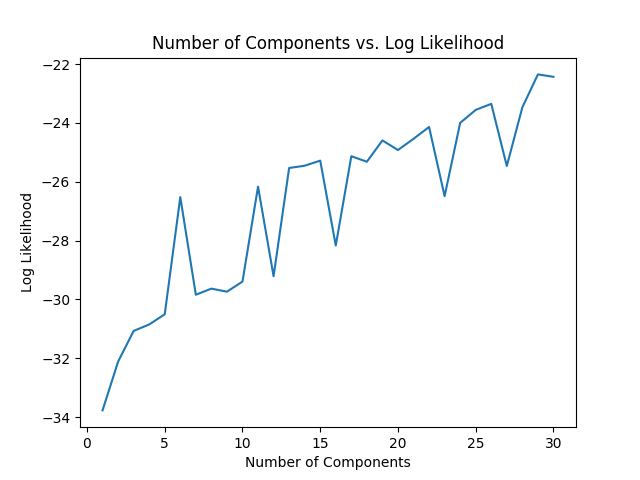 Number of Components vs. Log Likelihood
Log Likelihood
−22
−24
−26
−28
−30
−32
−34
0 5 10 15 20 25 30
Number of Components